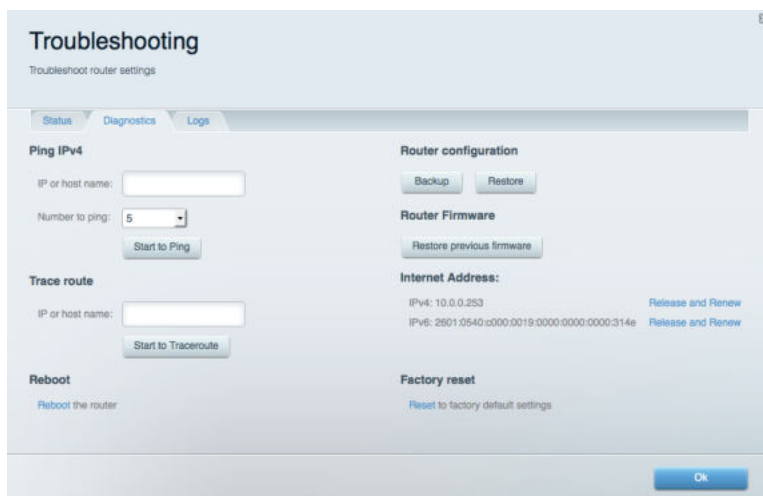 Troubleshooting
Troubleshoot router settings
Status
Diagnostics
Logs
Ping IPv4
IP or host name:
Number to ping: 5
Start to Ping
Trace route
IP or host name:
Start to Traceroute
Reboot
Reboot the router
Router configuration
Backup
Restore
Router Firmware
Restore previous firmware
Internet Address:
IPv4: 10.0.0.253 Release and Renew
IPv6: 2601:0540:c000:0019:0000:0000:0000:314e Release and Renew
Factory reset
Reset to factory default settings
Ok